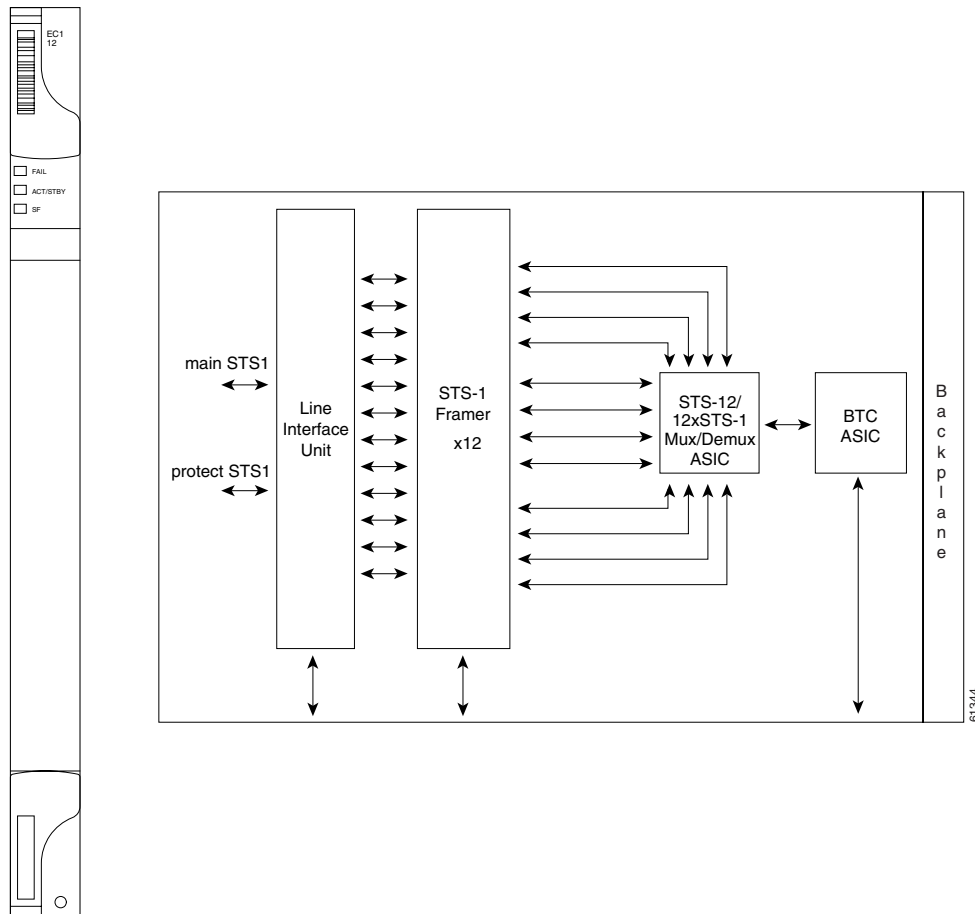 EC1
12
FAIL
ACT/STBY
SF
main STS1
protect STS1
Line
Interface
Unit
STS-1
Framer
x12
STS-12/
12xSTS-1
Mux/Demux
ASIC
BTC
ASIC
Backplane
61344